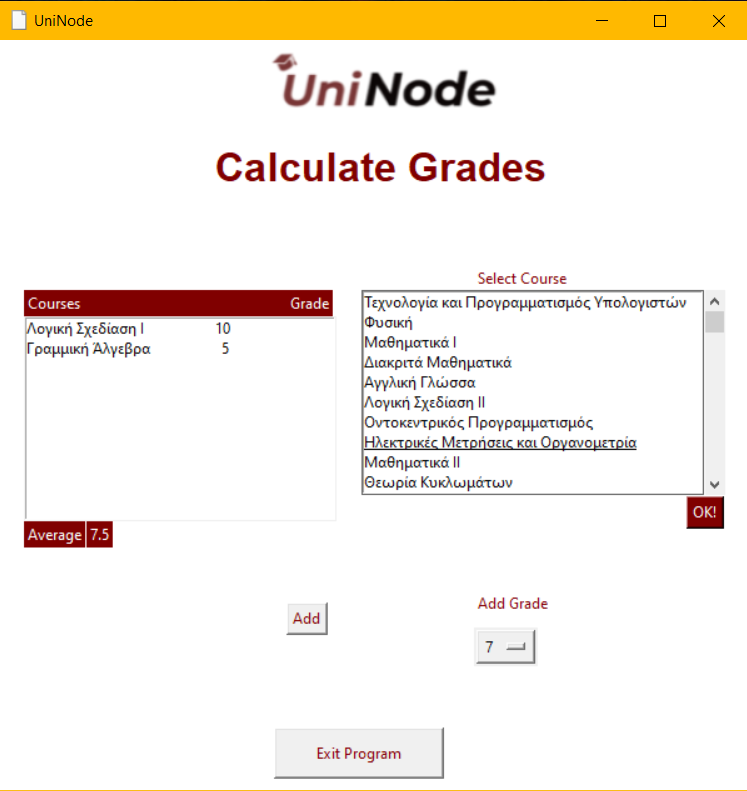 UniNode
UniNode
Calculate Grades
Select Course
Courses Grade
Λογική Σχεδίαση Ι 10
Γραμμική Άλγεβρα 5
Average 7.5
Τεχνολογία και Προγραμματισμός Υπολογιστών
Φυσική
Μαθηματικά Ι
Διακριτά Μαθηματικά
Αγγλική Γλώσσα
Λογική Σχεδίαση ΙΙ
Οντοκεντρικός Προγραμματισμός
Ηλεκτρικές Μετρήσεις και Οργανομετρία
Μαθηματικά ΙΙ
Θεωρία Κυκλωμάτων
OK!
Add
Add Grade
7
Exit Program